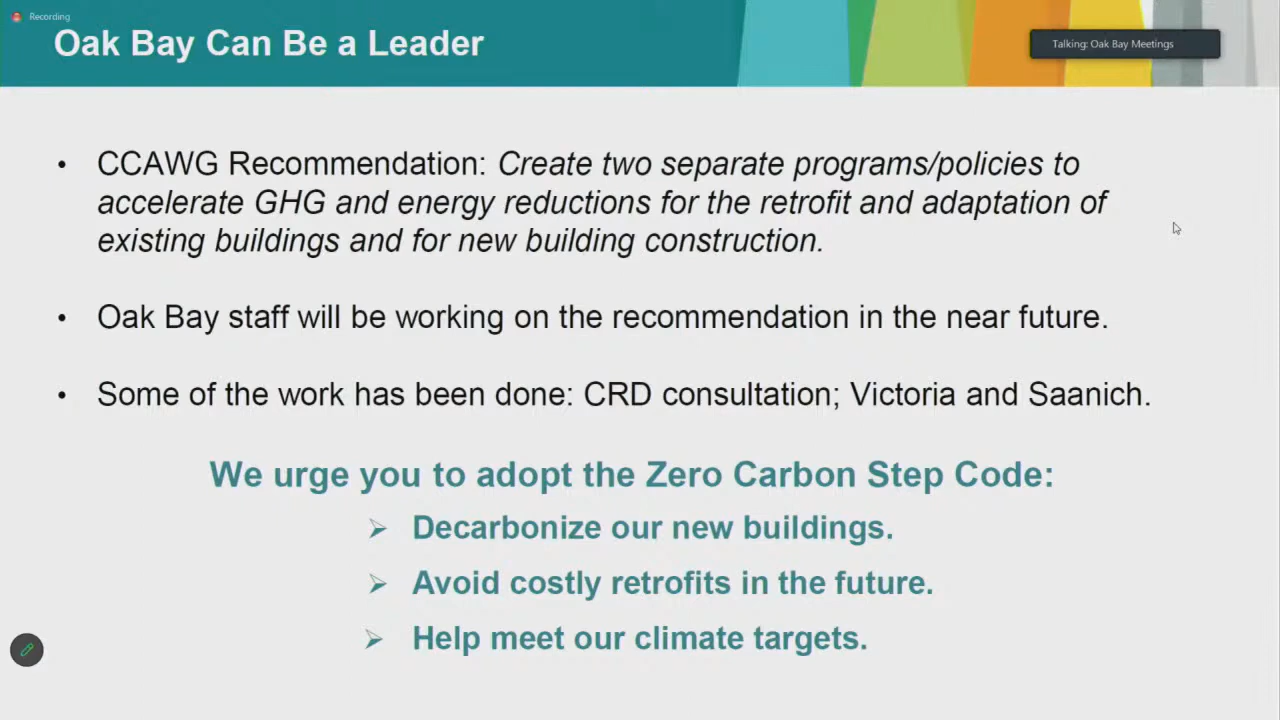 Recording
Oak Bay Can Be a Leader
Talking: Oak Bay Meetings
• CCAWG Recommendation: Create two separate programs/policies to
accelerate GHG and energy reductions for the retrofit and adaptation of
existing buildings and for new building construction.
• Oak Bay staff will be working on the recommendation in the near future.
• Some of the work has been done: CRD consultation; Victoria and Saanich.
We urge you to adopt the Zero Carbon Step Code:
➢ Decarbonize our new buildings.
➢ Avoid costly retrofits in the future.
➢ Help meet our climate targets.